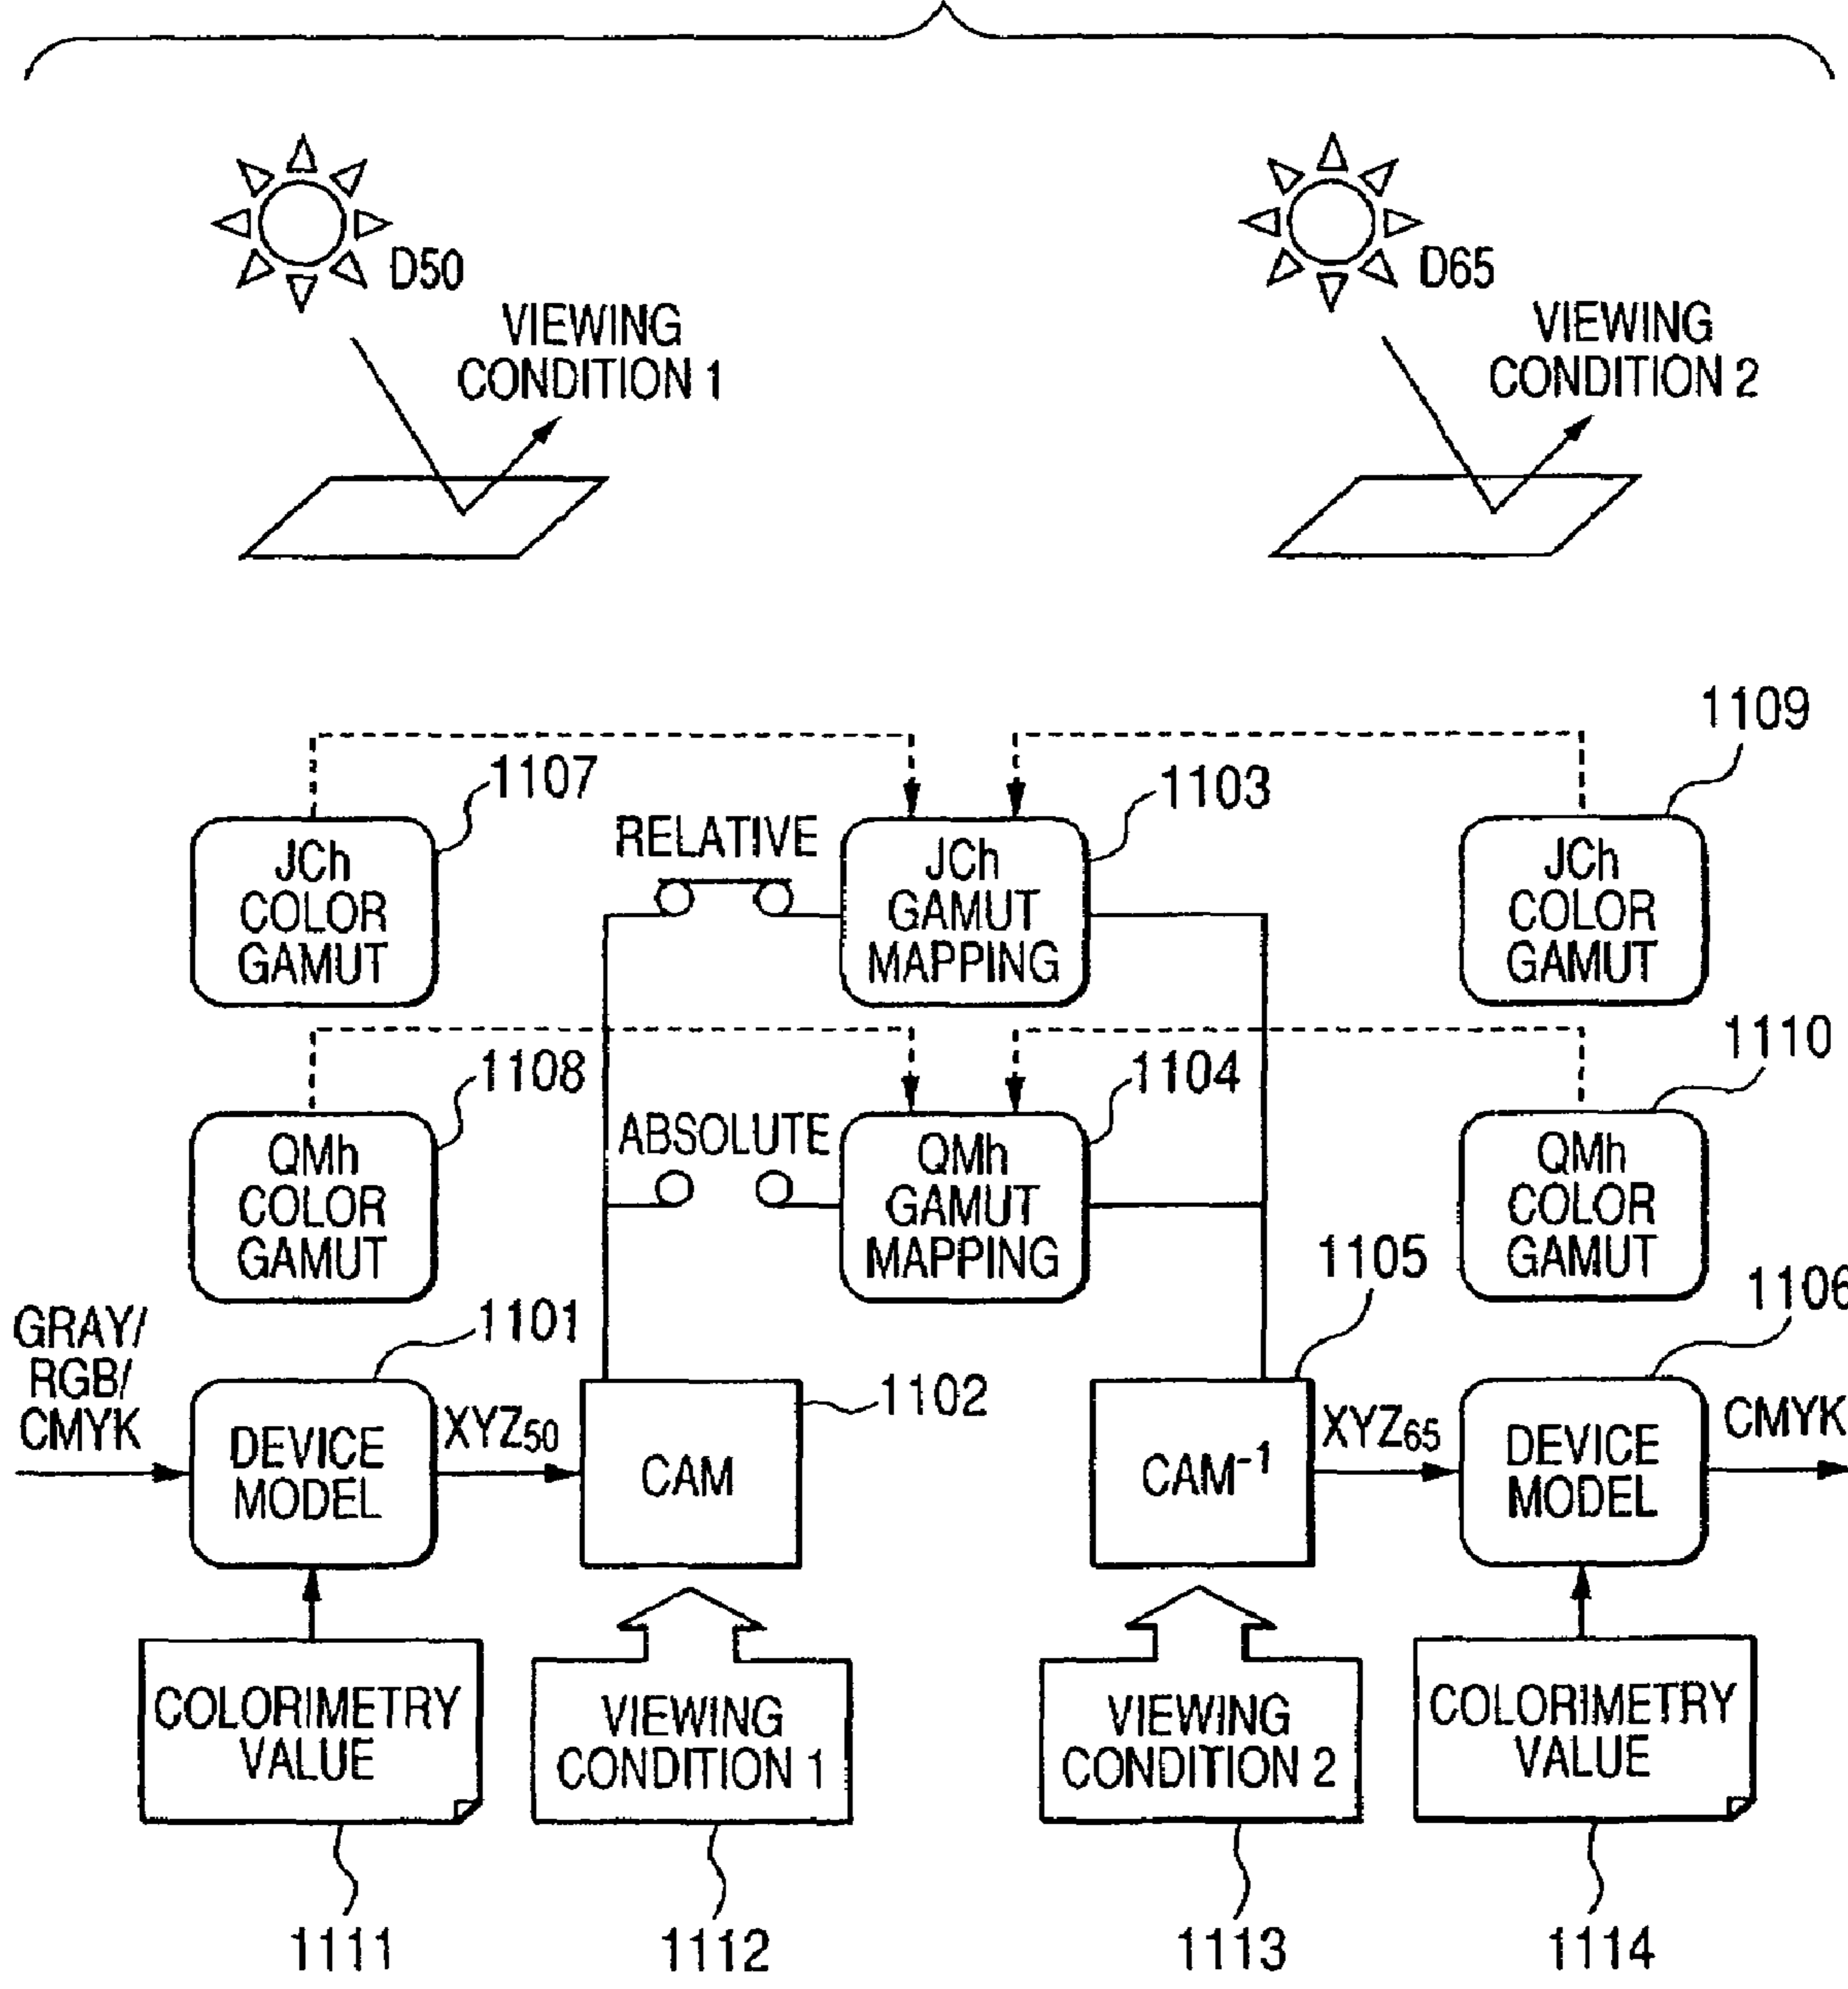 D50
VIEWING
CONDITION 1
D65
VIEWING
CONDITION 2
1107
JCh
COLOR
GAMUT
RELATIVE
1103
JCh
GAMUT
MAPPING
1109
JCh
COLOR
GAMUT
1108
QMh
COLOR
GAMUT
ABSOLUTE
1104
QMh
GAMUT
MAPPING
1110
QMh
COLOR
GAMUT
GRAY/
RGB/
CMYK
1101
DEVICE
MODEL
XYZ50
1102
CAM
1105
CAM-1
XYZ65
1106
DEVICE
MODEL
CMYK
COLORIMETRY
VALUE
VIEWING
CONDITION 1
VIEWING
CONDITION 2
COLORIMETRY
VALUE
1111
1112
1113
1114